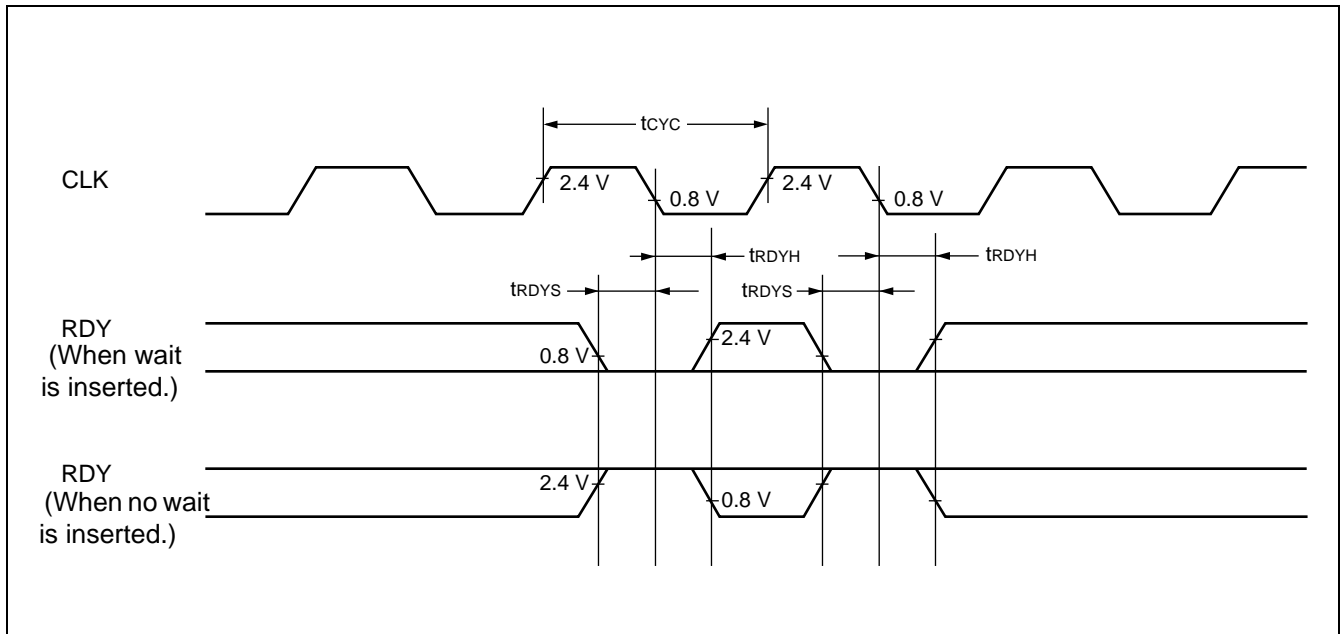 tCYC
CLK
2.4 V
0.8 V
2.4 V
0.8 V
tRDYH
tRDYH
tRDYS
tRDYS
RDY
(When wait
is inserted.)
0.8 V
2.4 V
RDY
(When no wait
is inserted.)
2.4 V
0.8 V